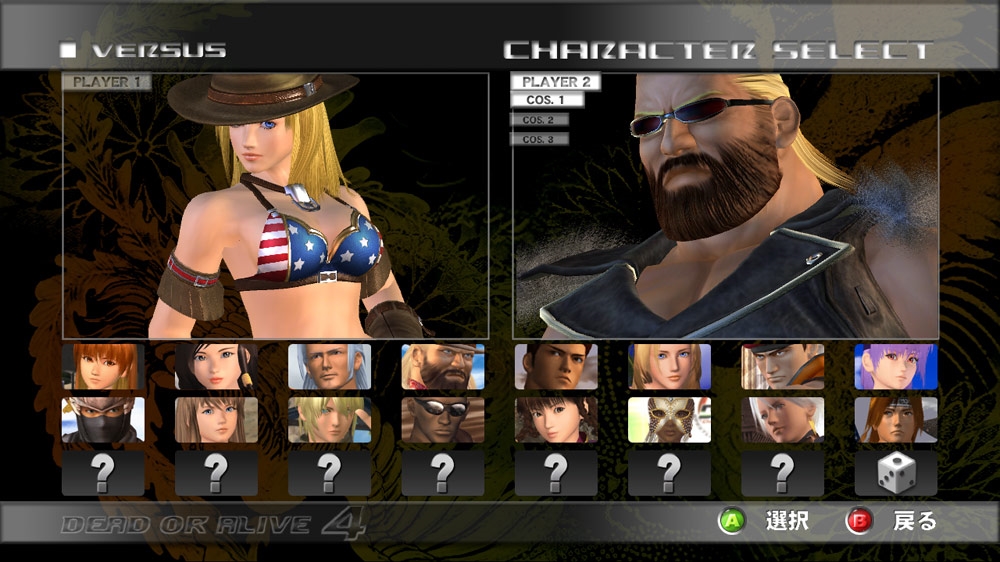 VERSUS
CHARACTER SELECT
PLAYER 1
PLAYER 2
COS. 1
COS. 2
COS. 3
?
?
?
?
?
?
?
DEAD OR ALIVE 4
A 選択 B 戻る